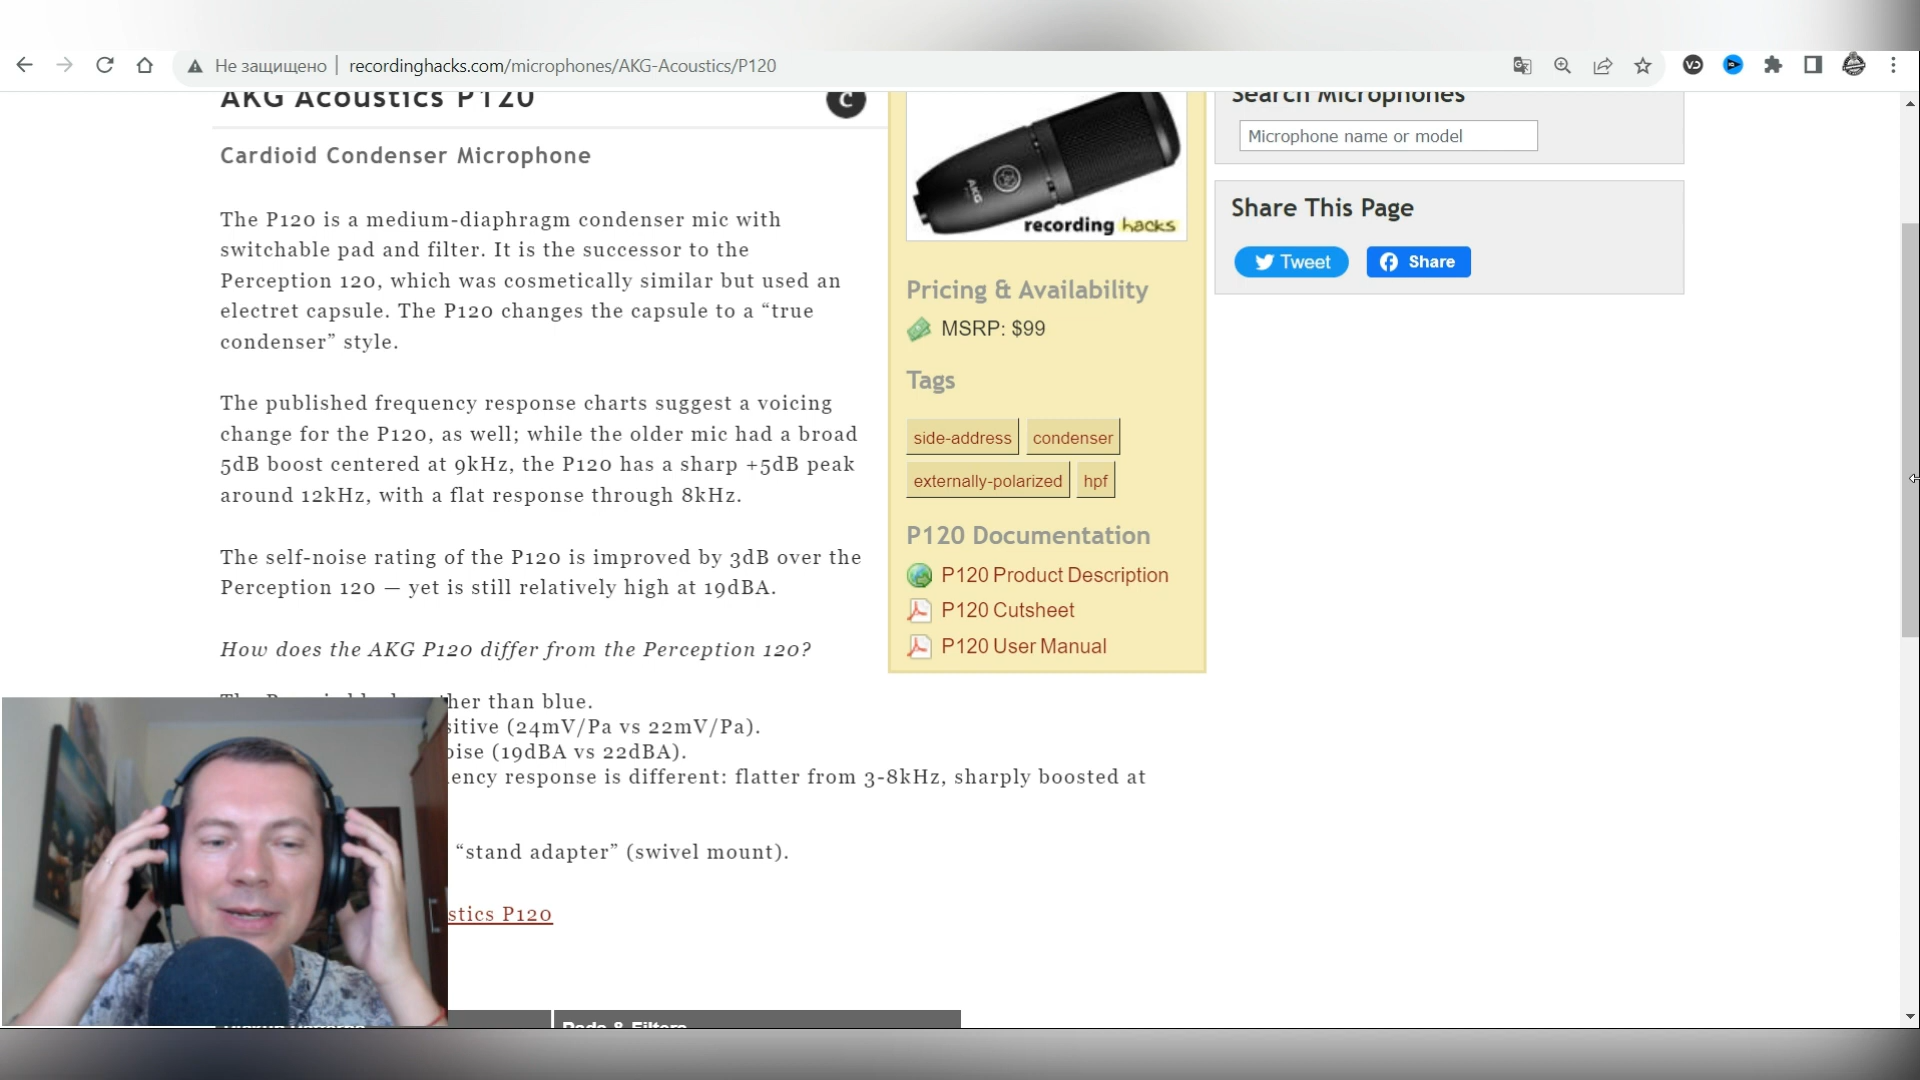 Не защищено
recordinghacks.com/microphones/AKG-Acoustics/P120
AKG Acoustics P120
C
Cardioid Condenser Microphone
The P120 is a medium-diaphragm condenser mic with
switchable pad and filter. It is the successor to the
Perception 120, which was cosmetically similar but used an
electret capsule. The P120 changes the capsule to a “true
condenser” style.
The published frequency response charts suggest a voicing
change for the P120, as well; while the older mic had a broad
5dB boost centered at 9kHz, the P120 has a sharp +5dB peak
around 12kHz, with a flat response through 8kHz.
The self-noise rating of the P120 is improved by 3dB over the
Perception 120 — yet is still relatively high at 19dBA.
How does the AKG P120 differ from the Perception 120?
than blue.
(24mV/Pa vs 22mV/Pa).
(19dBA vs 22dBA).
response is different: flatter from 3-8kHz, sharply boosted at
“stand adapter” (swivel mount).
P120
Pads & Filters
AKG
recording hacks
Pricing & Availability
MSRP: $99
Tags
side-address
condenser
externally-polarized
hpf
P120 Documentation
P120 Product Description
P120 Cutsheet
P120 User Manual
Search Microphones
Microphone name or model
Share This Page
Tweet
Share